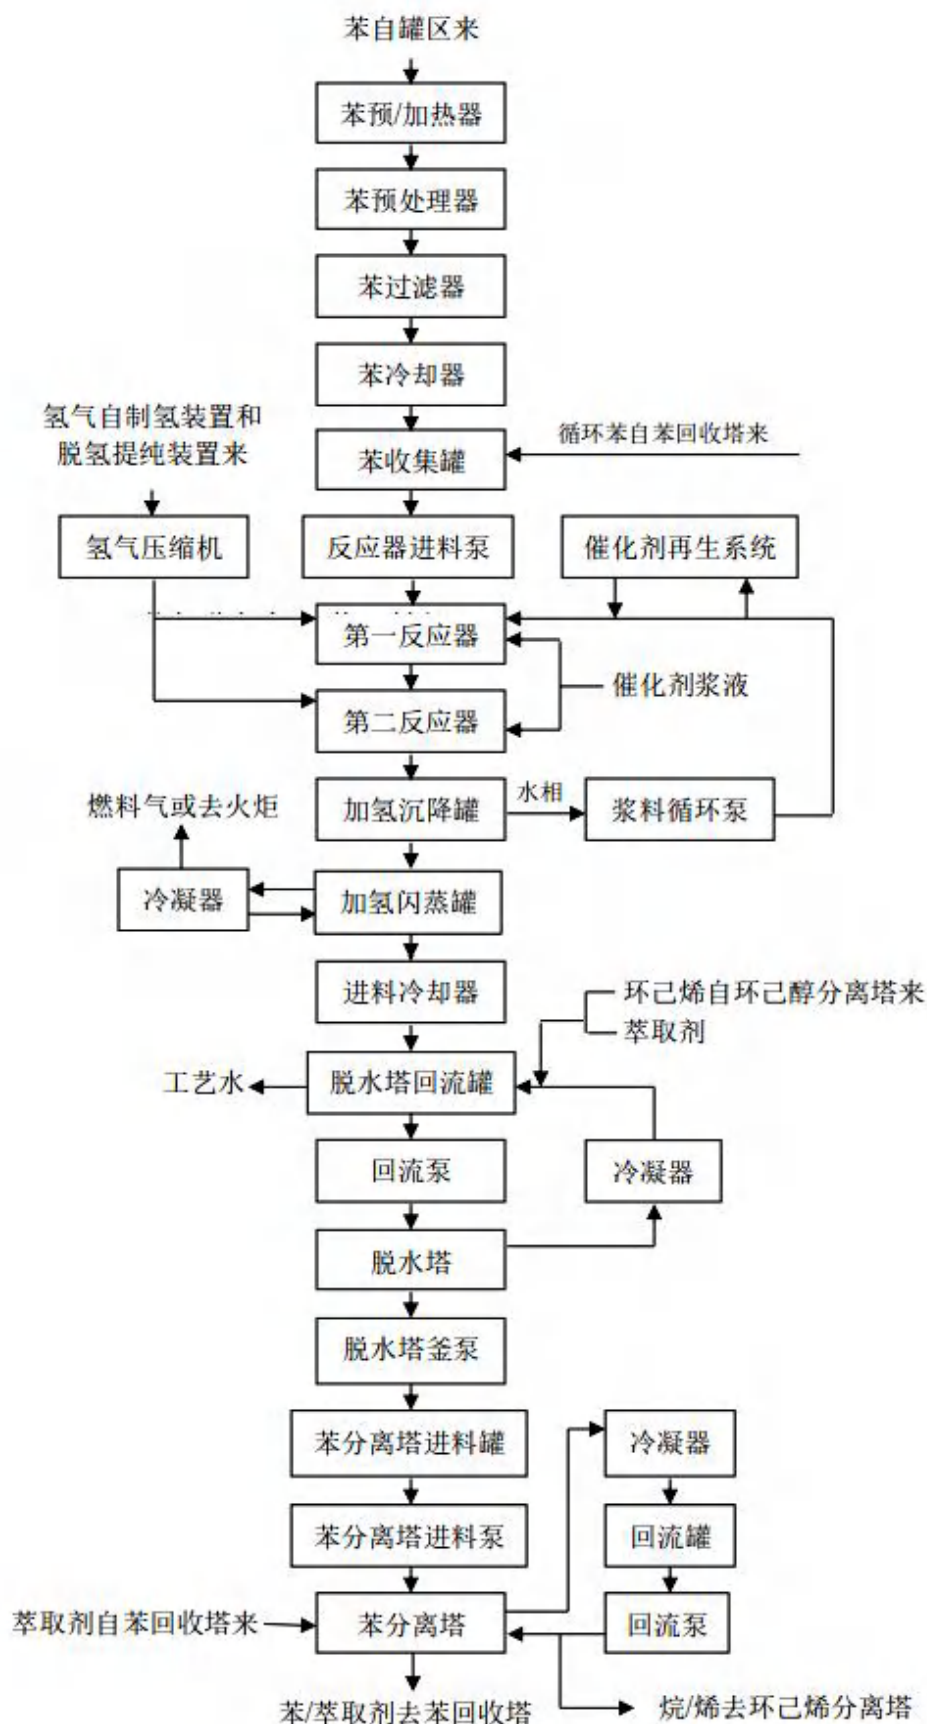 苯自罐区来
苯预/加热器
苯预处理器
苯过滤器
苯冷却器
氢气自制氢装置和
脱氢提纯装置来
循环苯自苯回收塔来
苯收集罐
氢气压缩机
反应器进料泵
催化剂再生系统
第一反应器
催化剂浆液
第二反应器
燃料气或去火炬
加氢沉降罐
水相
浆料循环泵
冷凝器
加氢闪蒸罐
进料冷却器
环己烯自环己醇分离塔来
萃取剂
工艺水
脱水塔回流罐
回流泵
冷凝器
脱水塔
脱水塔釜泵
苯分离塔进料罐
冷凝器
苯分离塔进料泵
回流罐
萃取剂自苯回收塔来
苯分离塔
回流泵
苯/萃取剂去苯回收塔
烷/烯去环己烯分离塔